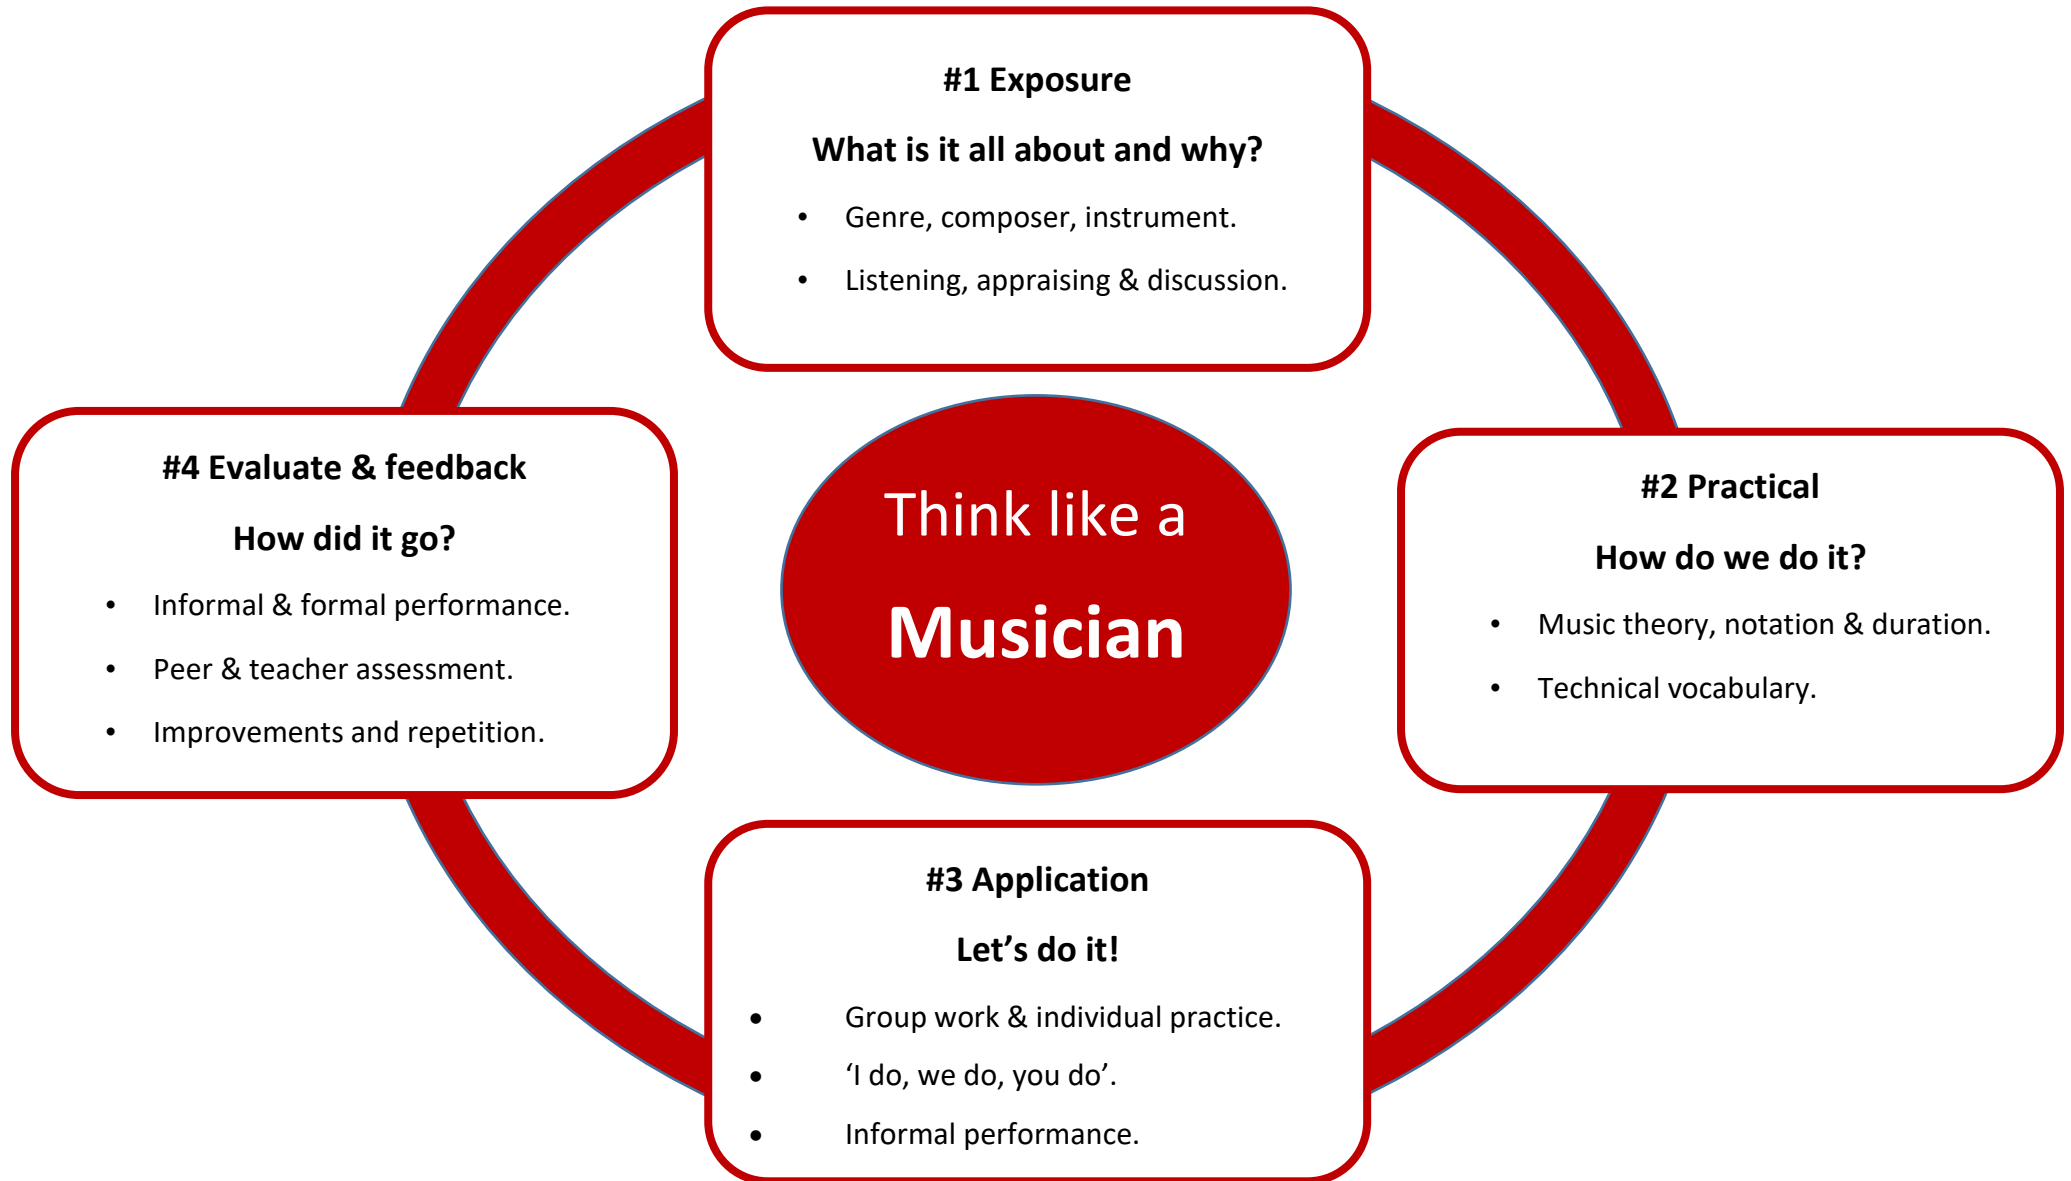 #1 Exposure
What is it all about and why?
• Genre, composer, instrument.
• Listening, appraising & discussion.
#2 Practical
How do we do it?
• Music theory, notation & duration.
• Technical vocabulary.
#3 Application
Let’s do it!
• Group work & individual practice.
• ‘I do, we do, you do’.
• Informal performance.
#4 Evaluate & feedback
How did it go?
• Informal & formal performance.
• Peer & teacher assessment.
• Improvements and repetition.
Think like a
Musician